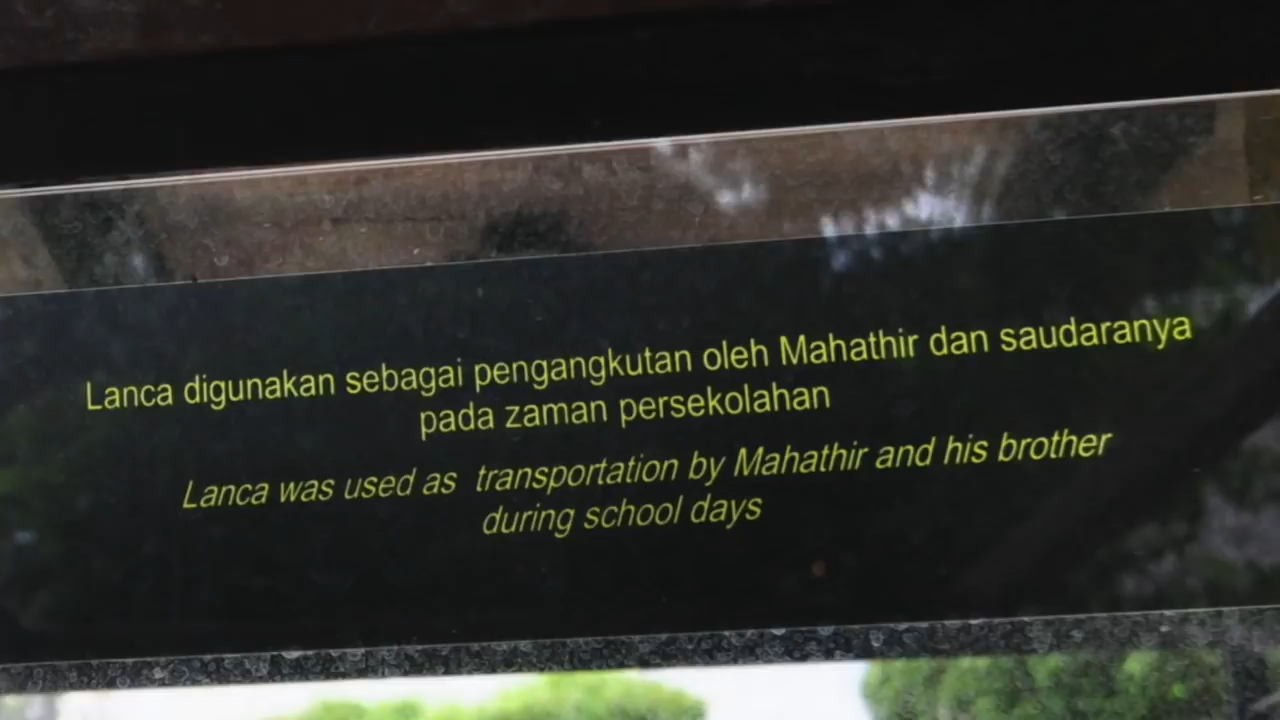 Lanca digunakan sebagai pengangkutan oleh Mahathir dan saudaranya
pada zaman persekolahan
Lanca was used as transportation by Mahathir and his brother
during school days